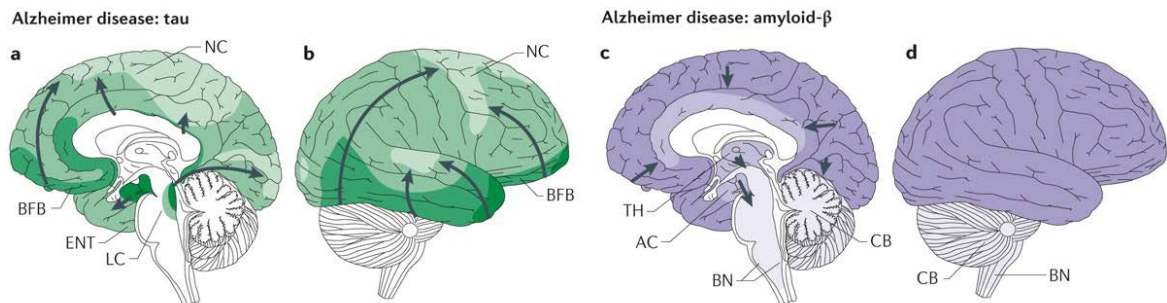 Alzheimer disease: tau
a
NC
BFB
ENT
LC
b
NC
BFB
Alzheimer disease: amyloid-β
c
TH
AC
BN
CB
d
CB
BN